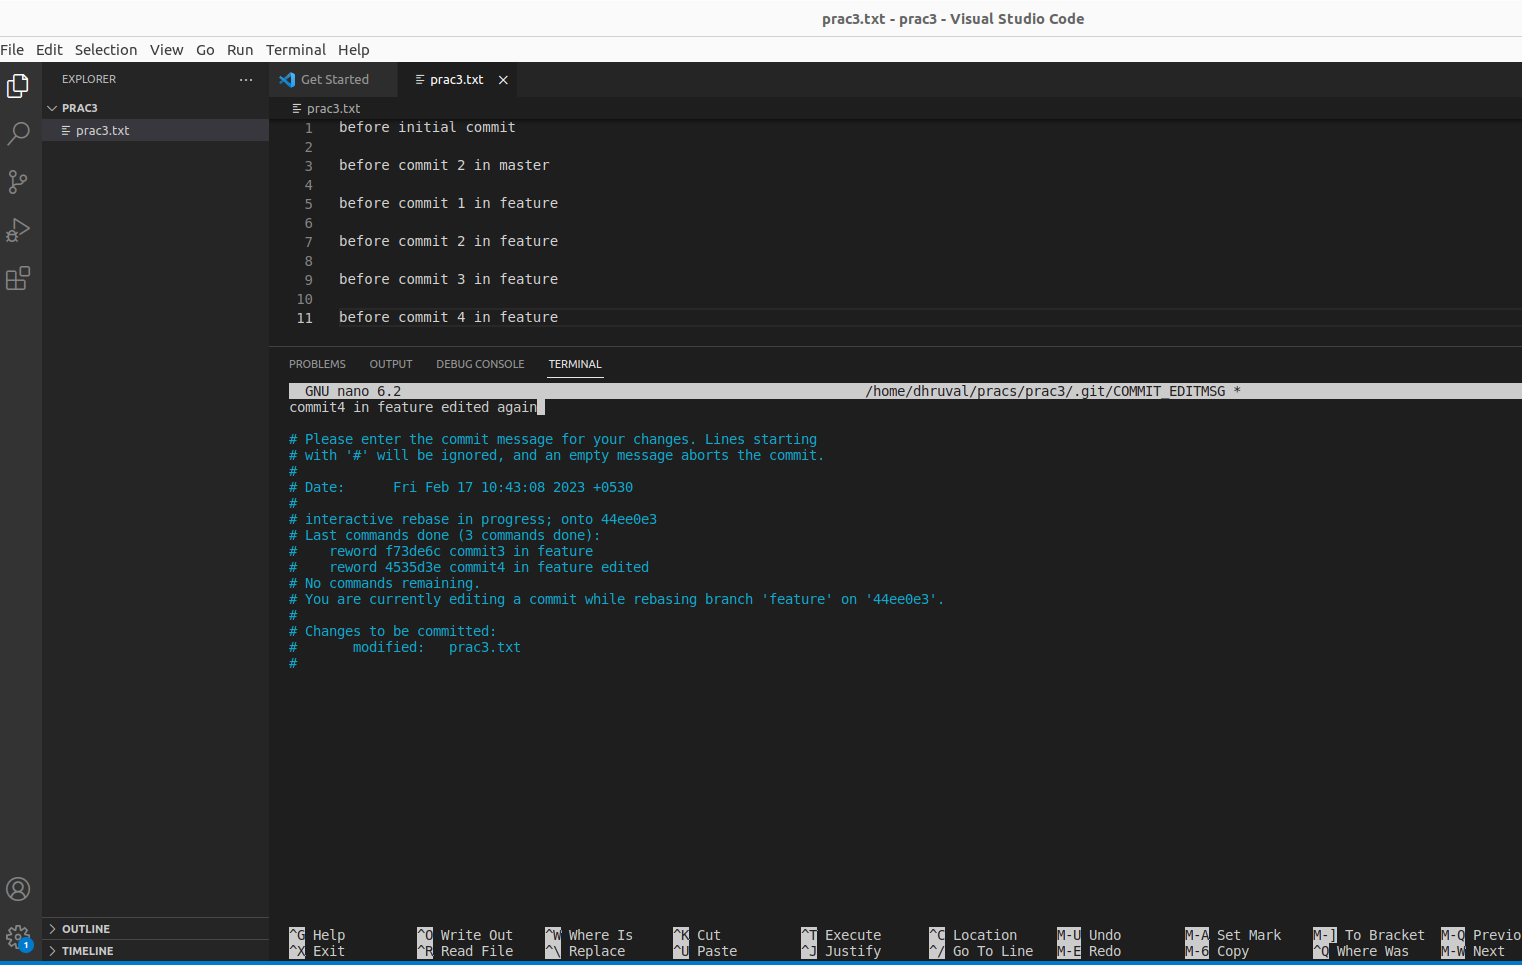 prac3.txt - prac3 - Visual Studio Code
File Edit Selection View Go Run Terminal Help
EXPLORER ···
PRAC3
prac3.txt
Get Started
prac3.txt
prac3.txt
1 before initial commit
2
3 before commit 2 in master
4
5 before commit 1 in feature
6
7 before commit 2 in feature
8
9 before commit 3 in feature
10
11 before commit 4 in feature
PROBLEMS OUTPUT DEBUG CONSOLE TERMINAL
GNU nano 6.2 /home/dhruval/pracs/prac3/.git/COMMIT_EDITMSG *
commit4 in feature edited again
# Please enter the commit message for your changes. Lines starting
# with '#' will be ignored, and an empty message aborts the commit.
#
# Date:      Fri Feb 17 10:43:08 2023 +0530
#
# interactive rebase in progress; onto 44ee0e3
# Last commands done (3 commands done):
#    reword f73de6c commit3 in feature
#    reword 4535d3e commit4 in feature edited
# No commands remaining.
# You are currently editing a commit while rebasing branch 'feature' on '44ee0e3'.
#
# Changes to be committed:
#       modified:   prac3.txt
#
^G Help ^O Write Out ^W Where Is ^K Cut ^T Execute ^C Location M-U Undo M-A Set Mark M-] To Bracket M-Q Previo
^X Exit ^R Read File ^\ Replace ^U Paste ^J Justify ^/ Go To Line M-E Redo M-6 Copy ^Q Where Was M-W Next
1
OUTLINE
TIMELINE